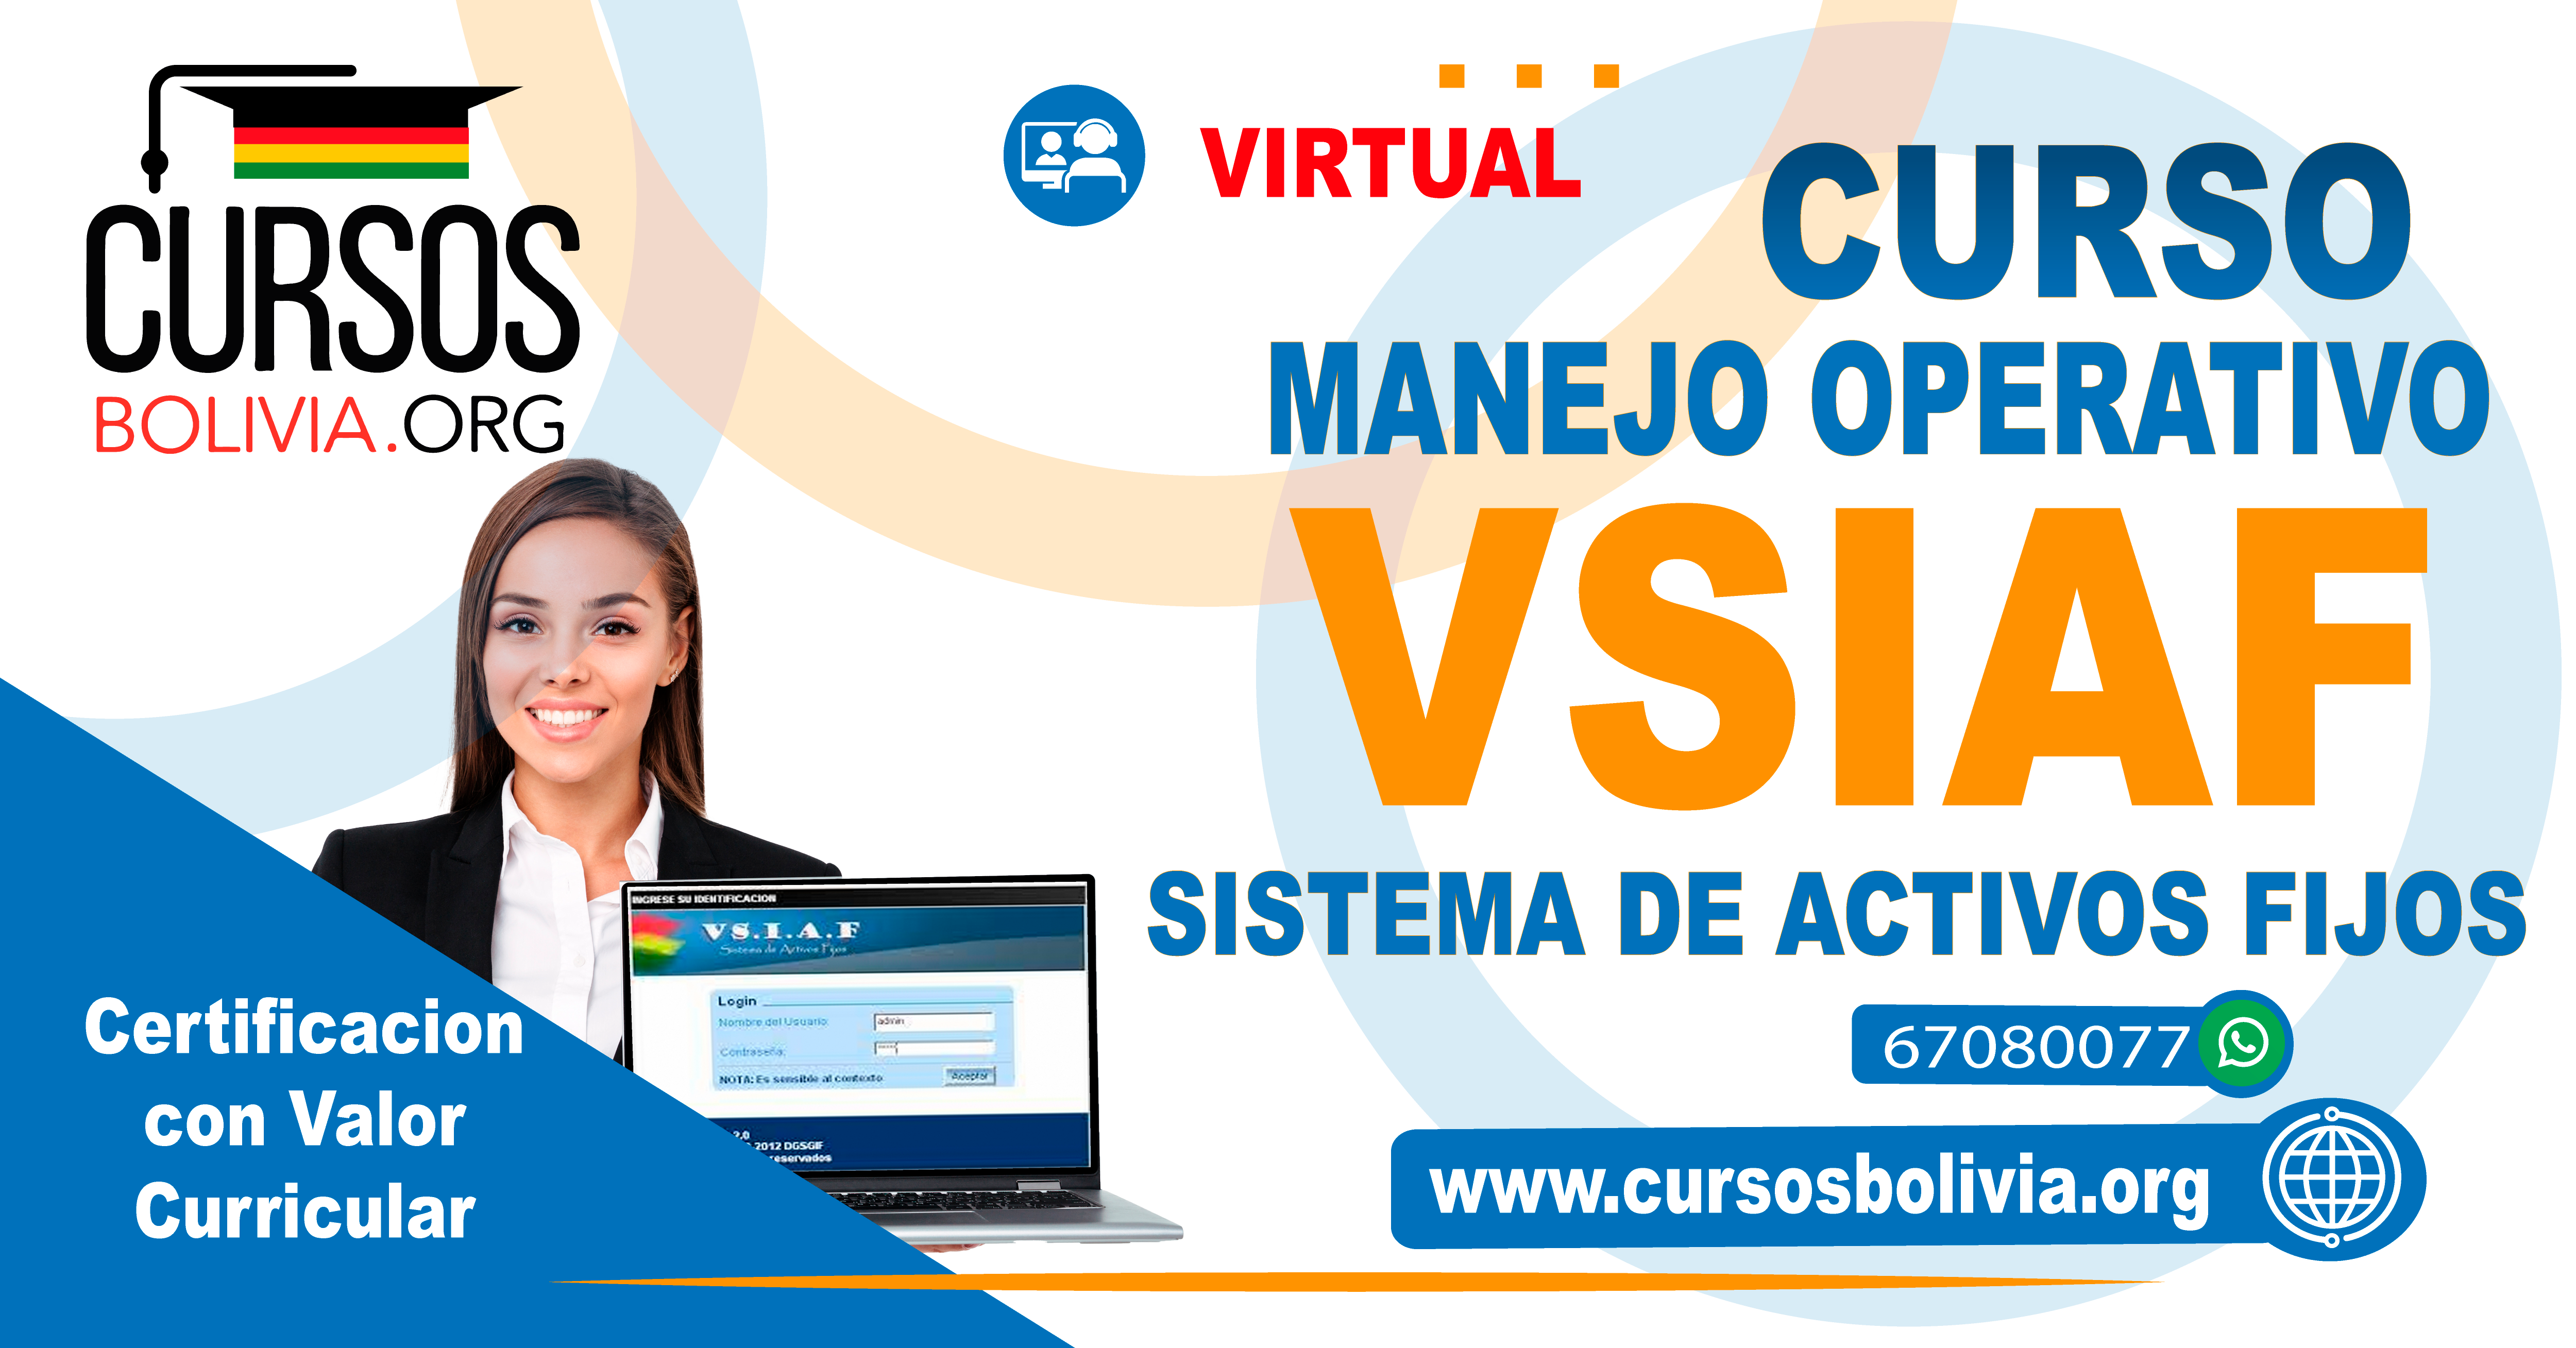 CURSOS
BOLIVIA.ORG
VIRTUAL
CURSO
MANEJO OPERATIVO
VSIAF
SISTEMA DE ACTIVOS FIJOS
67080077
www.cursosbolivia.org
Certificacion
con Valor
Curricular
INGRESE SU IDENTIFICACION
V S . I . A . F
Sistema de Activos Fijos
Login
Nombre del Usuario:
admin
Contraseña:
NOTA: Es sensible al contexto
Aceptar
2.0
2012 DGSGIF
reservados